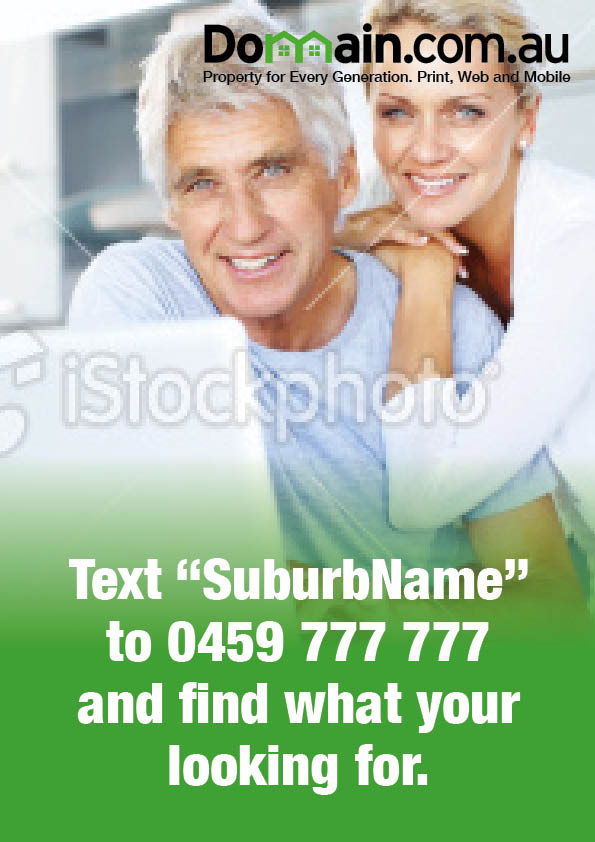 Domain.com.au
Property for Every Generation. Print, Web and Mobile
iStockphoto
Text “SuburbName”
to 0459 777 777
and find what your
looking for.